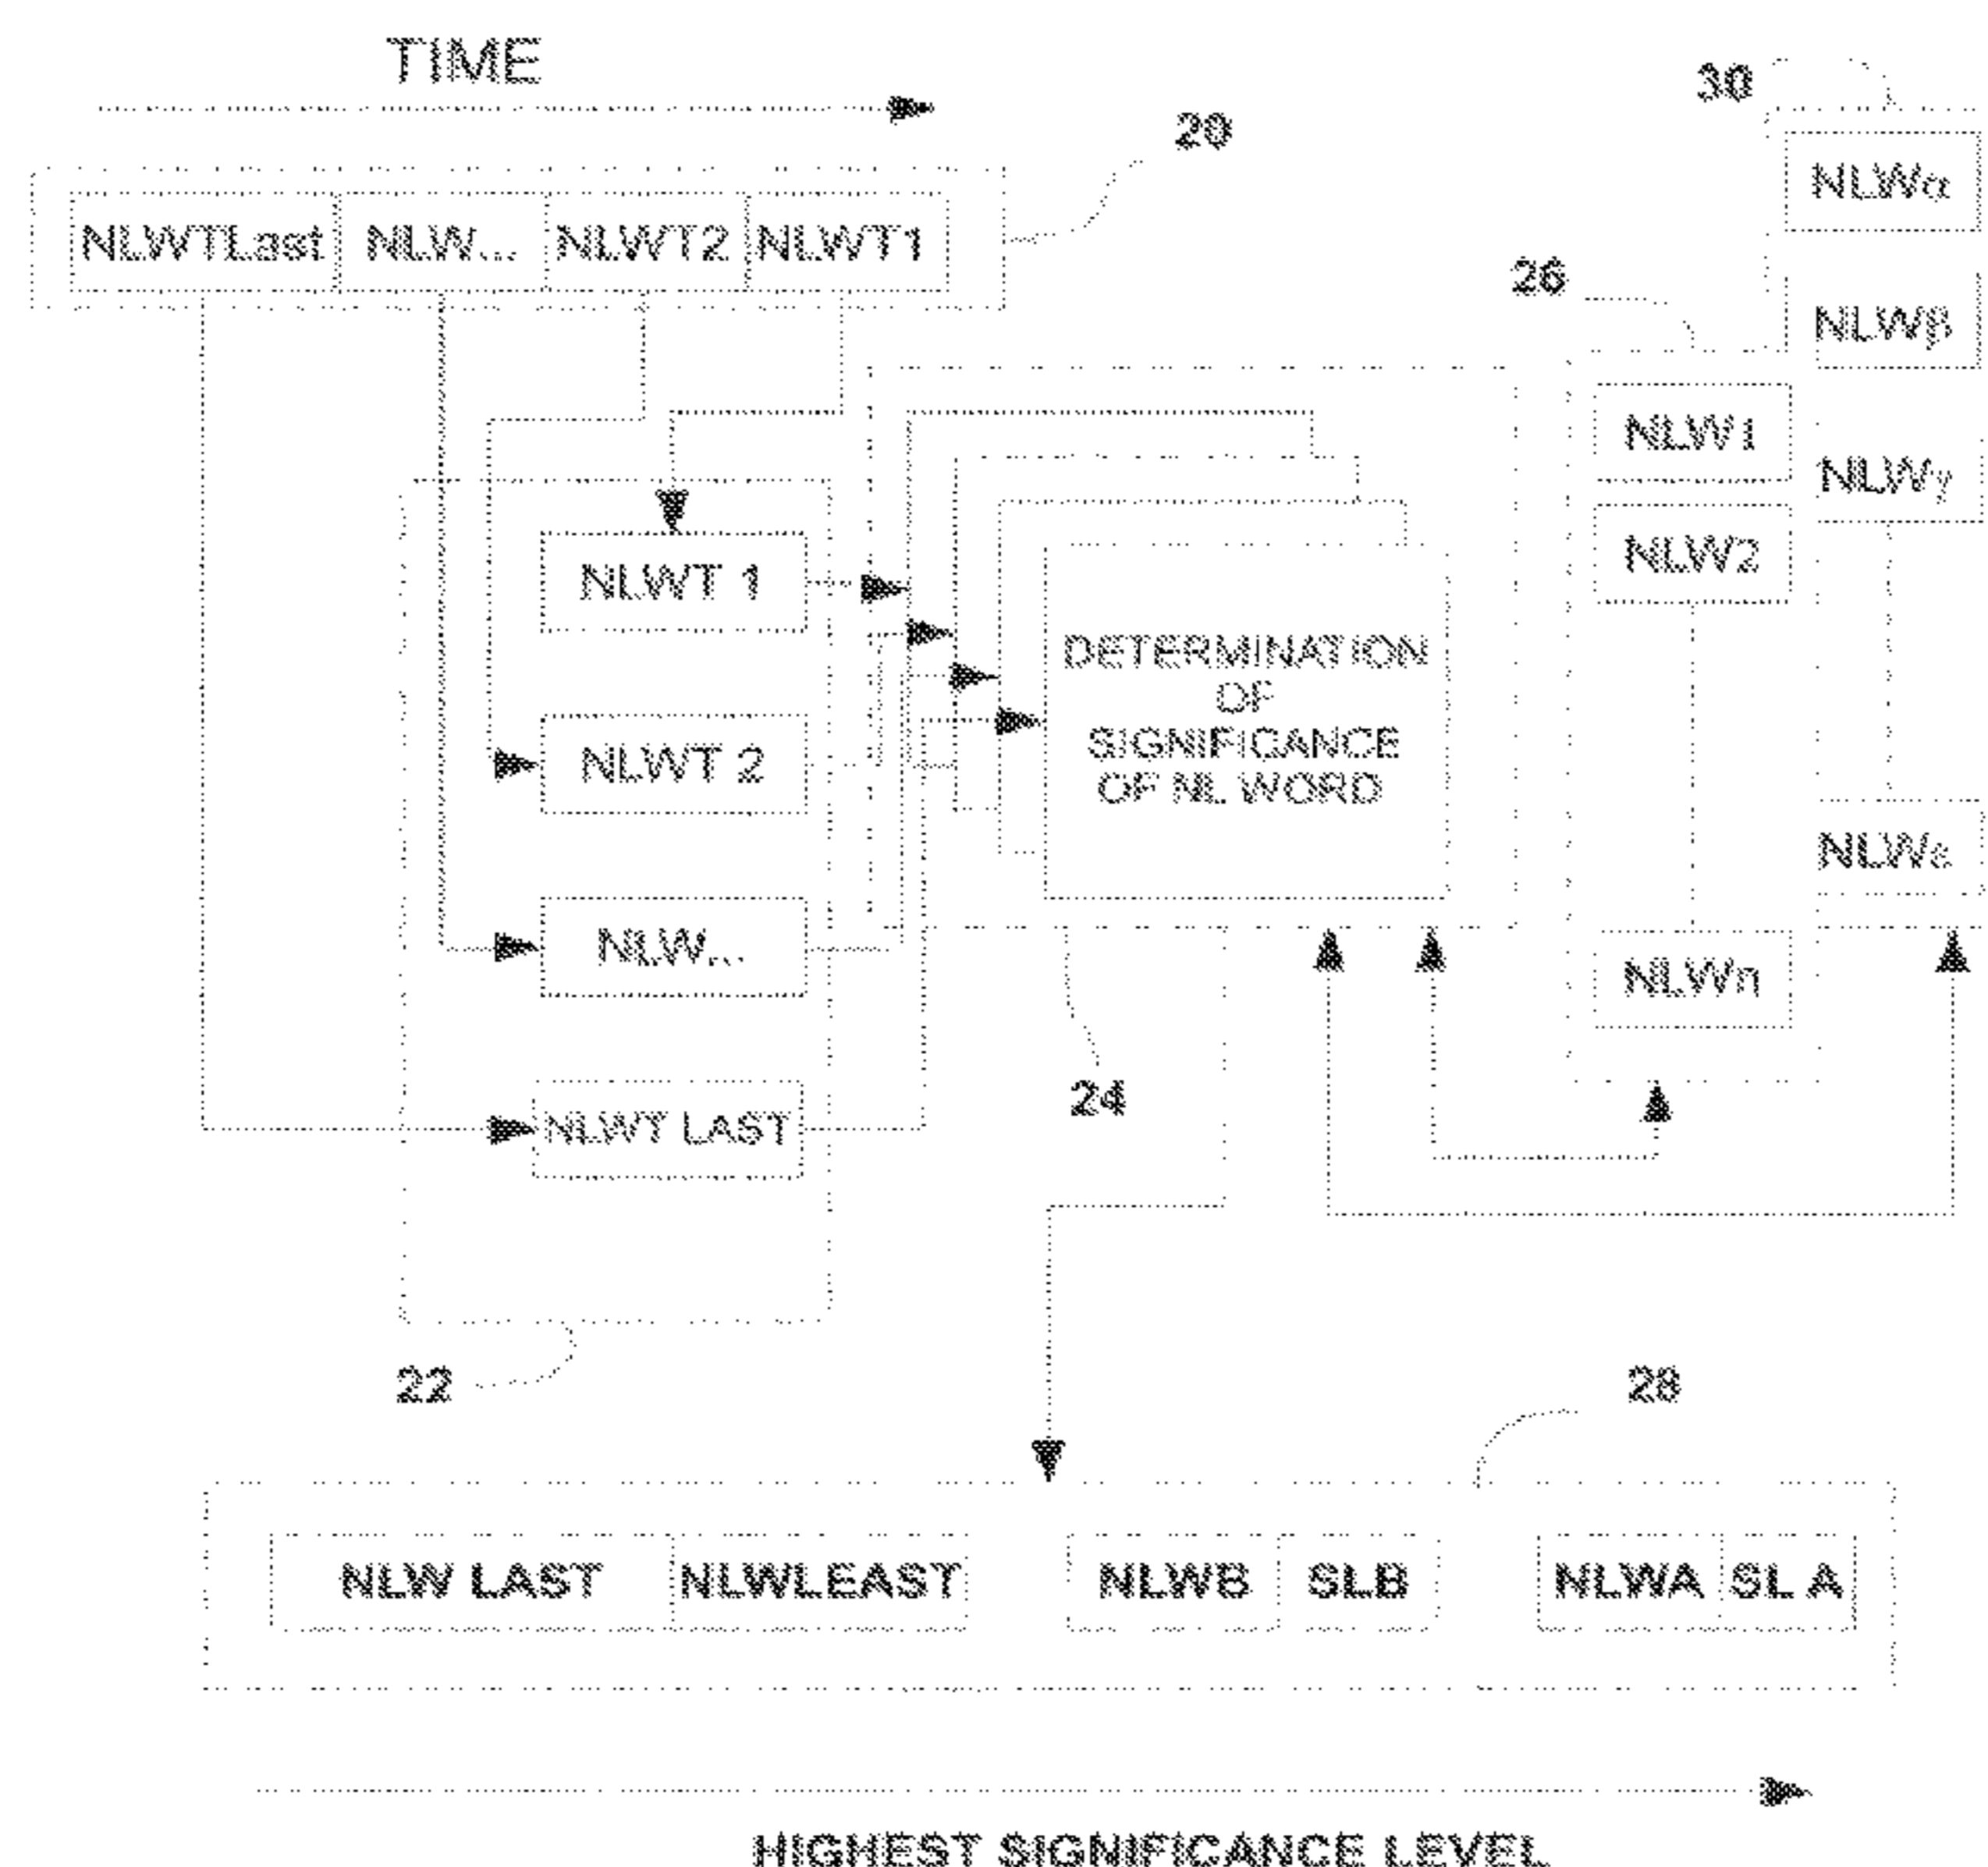 TIME
20
30
NLWTLast NLW... NLWT2 NLWT1
NLWα
26
NLWβ
NLW1
NLWγ
NLW2
NLWT 1
DETERMINATION
OF
SIGNIFICANCE
OF NL WORD
NLWT 2
NLWε
NLW...
NLWn
24
NLWT LAST
22
28
NLW LAST NLWLEAST NLWB SLB NLWA SL A
HIGHEST SIGNIFICANCE LEVEL